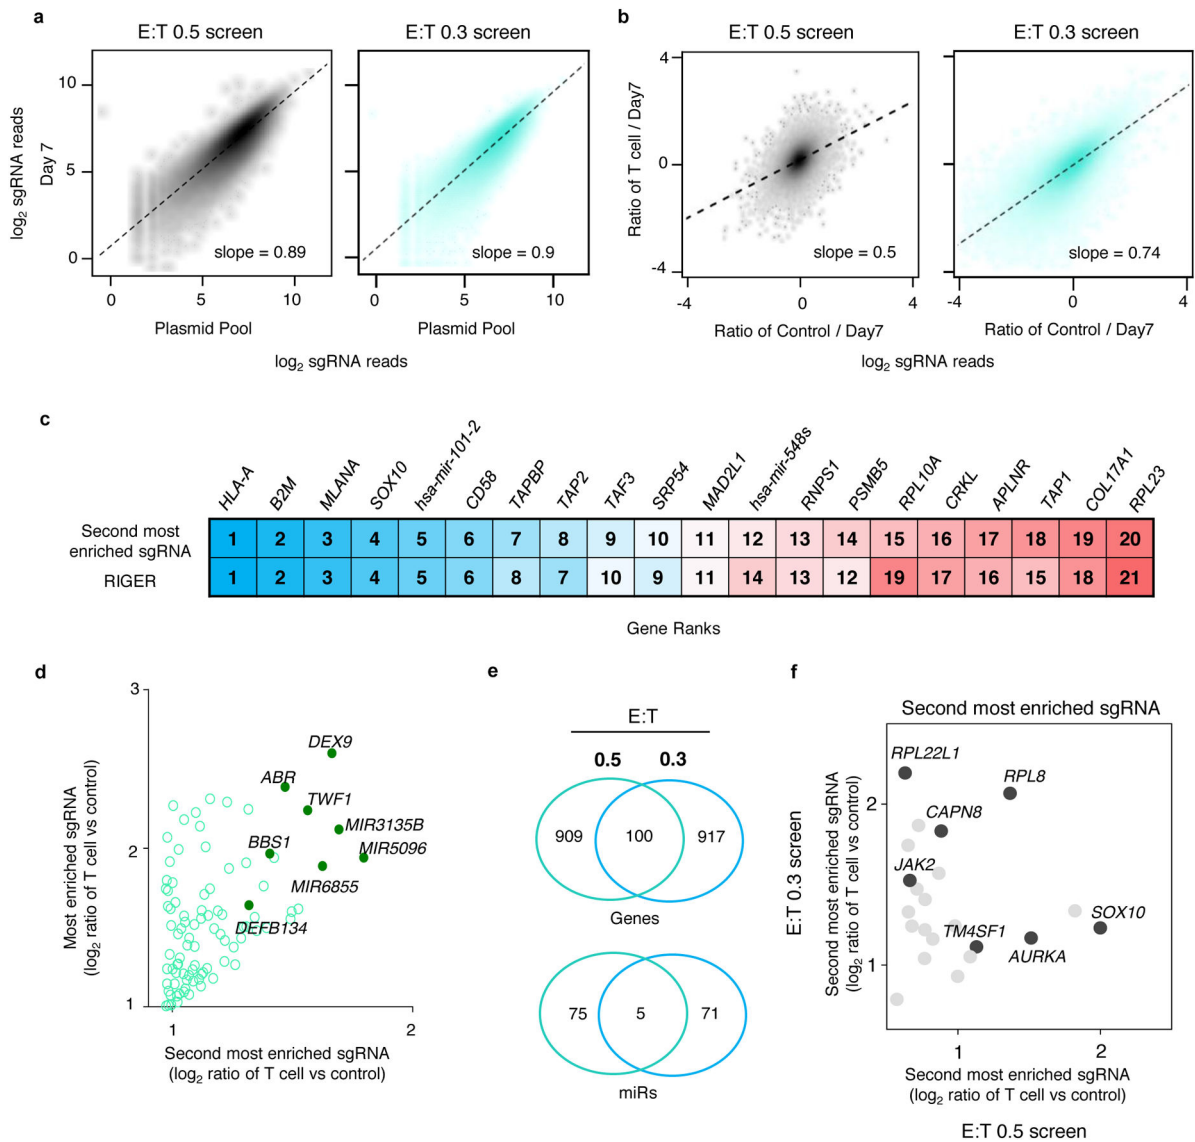 a
E:T 0.5 screen
E:T 0.3 screen
log2 sgRNA reads
Day 7
10
5
0
slope = 0.89
slope = 0.9
0
5
10
0
5
10
Plasmid Pool
Plasmid Pool
log2 sgRNA reads
b
E:T 0.5 screen
E:T 0.3 screen
Ratio of T cell / Day7
4
0
-4
slope = 0.5
slope = 0.74
-4
0
4
-4
0
4
Ratio of Control / Day7
Ratio of Control / Day7
log2 sgRNA reads
c
HLA-A
B2M
MLANA
SOX10
hsa-mir-101-2
CD58
TAPBP
TAP2
TAF3
SRP54
MAD2L1
hsa-mir-548s
RNPS1
PSMB5
RPL10A
CRKL
APLNR
TAP1
COL17A1
RPL23
Second most
enriched sgRNA
1 2 3 4 5 6 7 8 9 10 11 12 13 14 15 16 17 18 19 20
RIGER
1 2 3 4 5 6 8 7 10 9 11 14 13 12 19 17 16 15 18 21
Gene Ranks
d
Most enriched sgRNA
(log2 ratio of T cell vs control)
3
2
1
DEX9
ABR
TWF1
MIR3135B
BBS1
MIR5096
MIR6855
DEFB134
1
2
Second most enriched sgRNA
(log2 ratio of T cell vs control)
e
E:T
0.5
0.3
909
100
917
Genes
75
5
71
miRs
f
Second most enriched sgRNA
E:T 0.3 screen
Second most enriched sgRNA
(log2 ratio of T cell vs control)
2
1
RPL22L1
RPL8
CAPN8
JAK2
SOX10
TM4SF1
AURKA
1
2
Second most enriched sgRNA
(log2 ratio of T cell vs control)
E:T 0.5 screen